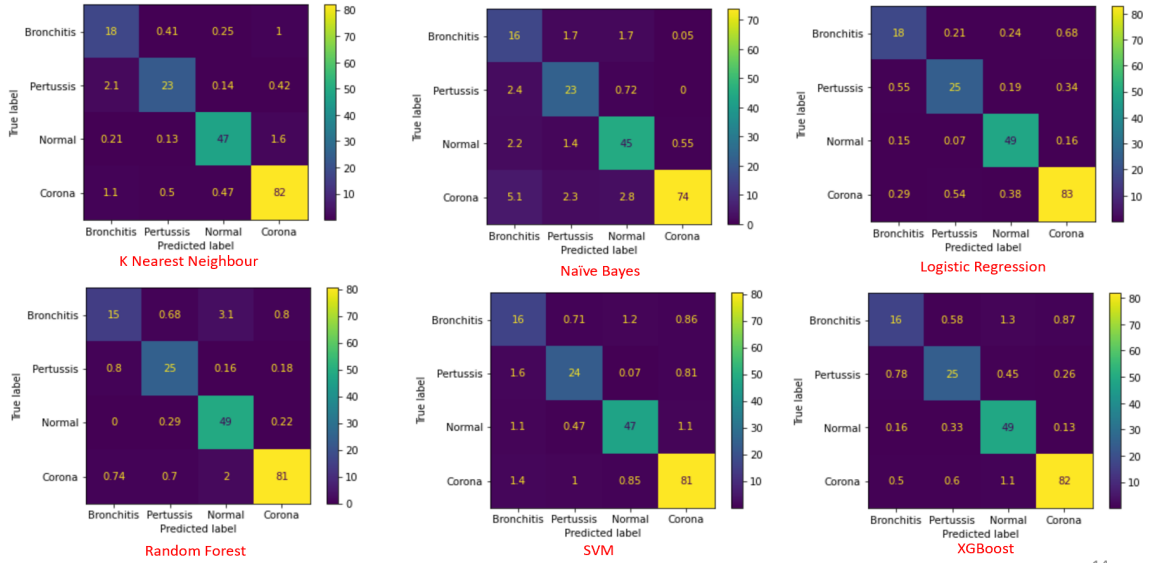 Bronchitis 18 0.41 0.25 1
Pertussis 2.1 23 0.14 0.42
Normal 0.21 0.13 47 1.6
Corona 1.1 0.5 0.47 82
True label
Bronchitis Pertussis Normal Corona
Predicted label
80
70
60
50
40
30
20
10
K Nearest Neighbour
Bronchitis 16 1.7 1.7 0.05
Pertussis 2.4 23 0.72 0
Normal 2.2 1.4 45 0.55
Corona 5.1 2.3 2.8 74
True label
Bronchitis Pertussis Normal Corona
Predicted label
70
60
50
40
30
20
10
0
Naïve Bayes
Bronchitis 18 0.21 0.24 0.68
Pertussis 0.55 25 0.19 0.34
Normal 0.15 0.07 49 0.16
Corona 0.29 0.54 0.38 83
True label
Bronchitis Pertussis Normal Corona
Predicted label
80
70
60
50
40
30
20
10
Logistic Regression
Bronchitis 15 0.68 3.1 0.8
Pertussis 0.8 25 0.16 0.18
Normal 0 0.29 49 0.22
Corona 0.74 0.7 2 81
True label
Bronchitis Pertussis Normal Corona
Predicted label
80
70
60
50
40
30
20
10
0
Random Forest
Bronchitis 16 0.71 1.2 0.86
Pertussis 1.6 24 0.07 0.81
Normal 1.1 0.47 47 1.1
Corona 1.4 1 0.85 81
True label
Bronchitis Pertussis Normal Corona
Predicted label
80
70
60
50
40
30
20
10
SVM
Bronchitis 16 0.58 1.3 0.87
Pertussis 0.78 25 0.45 0.26
Normal 0.16 0.33 49 0.13
Corona 0.5 0.6 1.1 82
True label
Bronchitis Pertussis Normal Corona
Predicted label
80
70
60
50
40
30
20
10
XGBoost